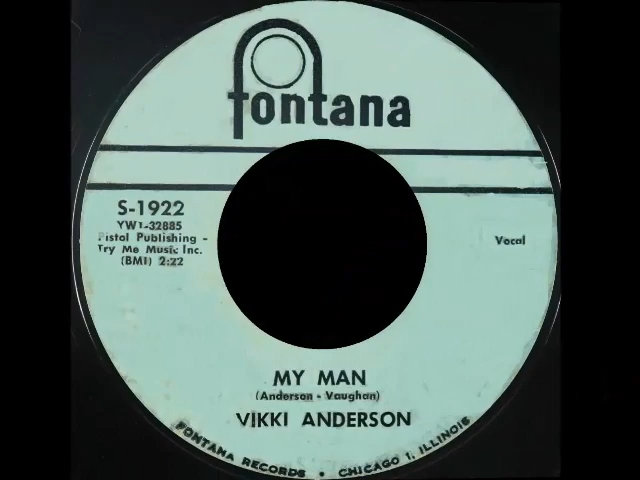 fontana
S-1922
YW1-32885
Pistol Publishing -
Try Me Music Inc.
(BMI) 2:22
Vocal
MY MAN
(Anderson - Vaughan)
VIKKI ANDERSON
FONTANA RECORDS • CHICAGO 1, ILLINOIS